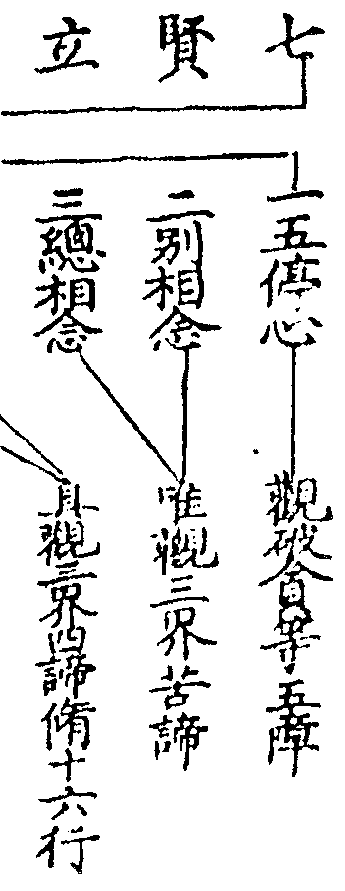 七賢立
一五停心
二別相念
三總相念
觀破貪等五障
唯觀三界苦諦
具觀三界四諦脩十六行